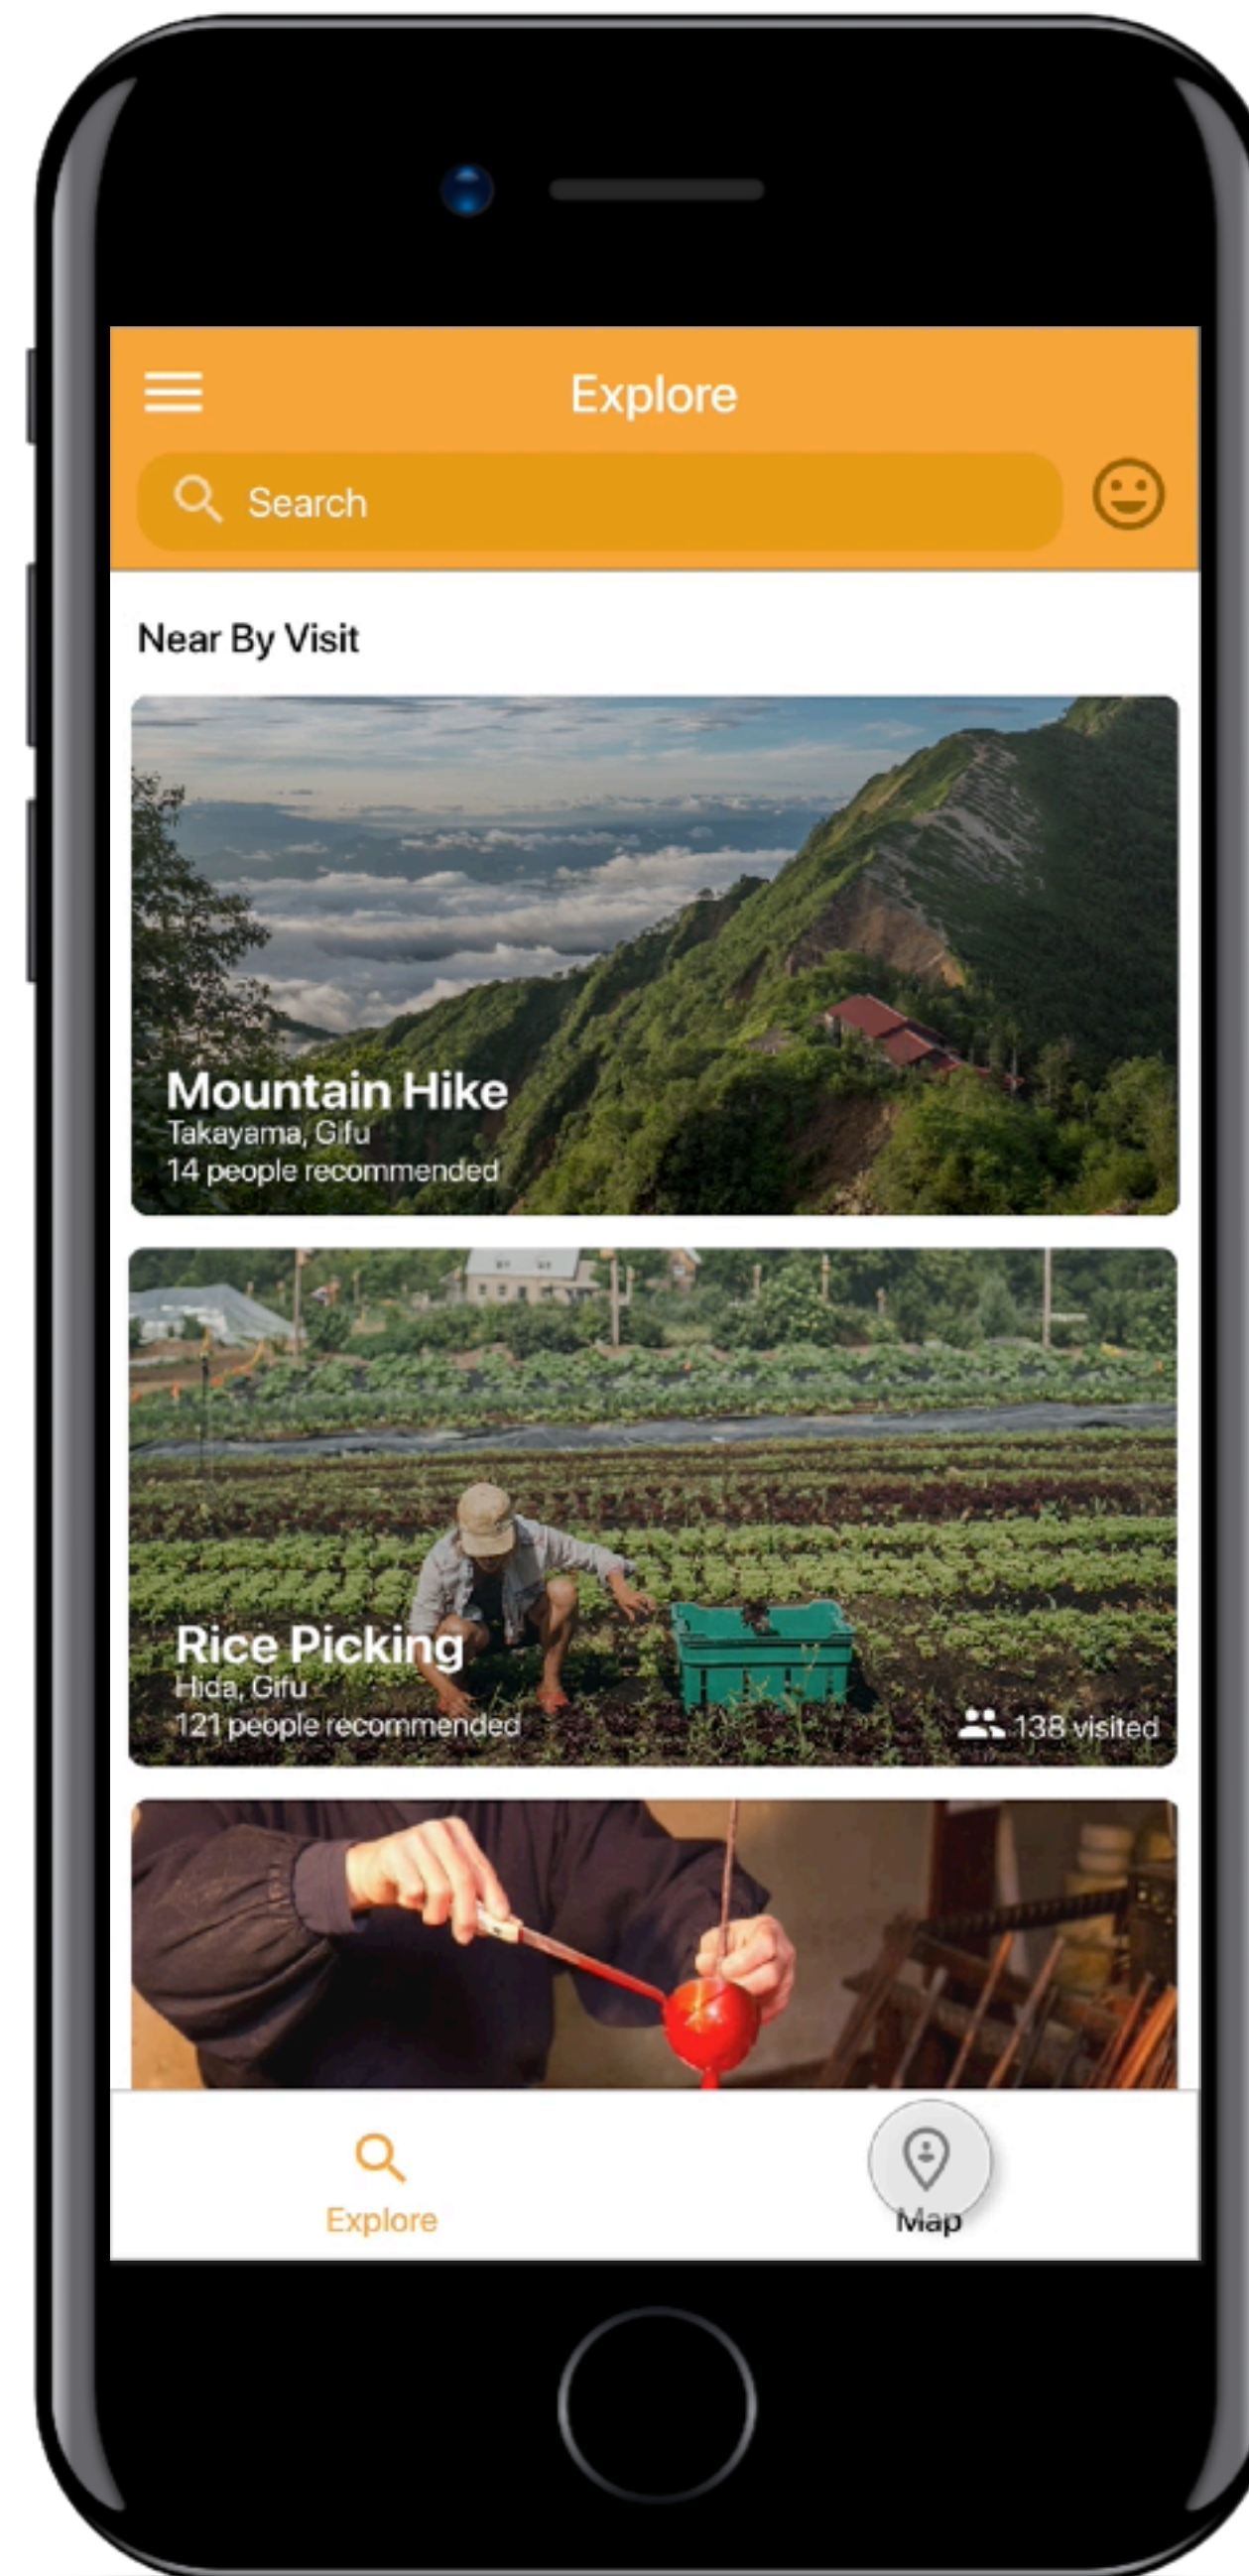 Explore
Search
Near By Visit
Mountain Hike
Takayama, Gifu
14 people recommended
Rice Picking
Hida, Gifu
121 people recommended
138 visited
Explore
Map